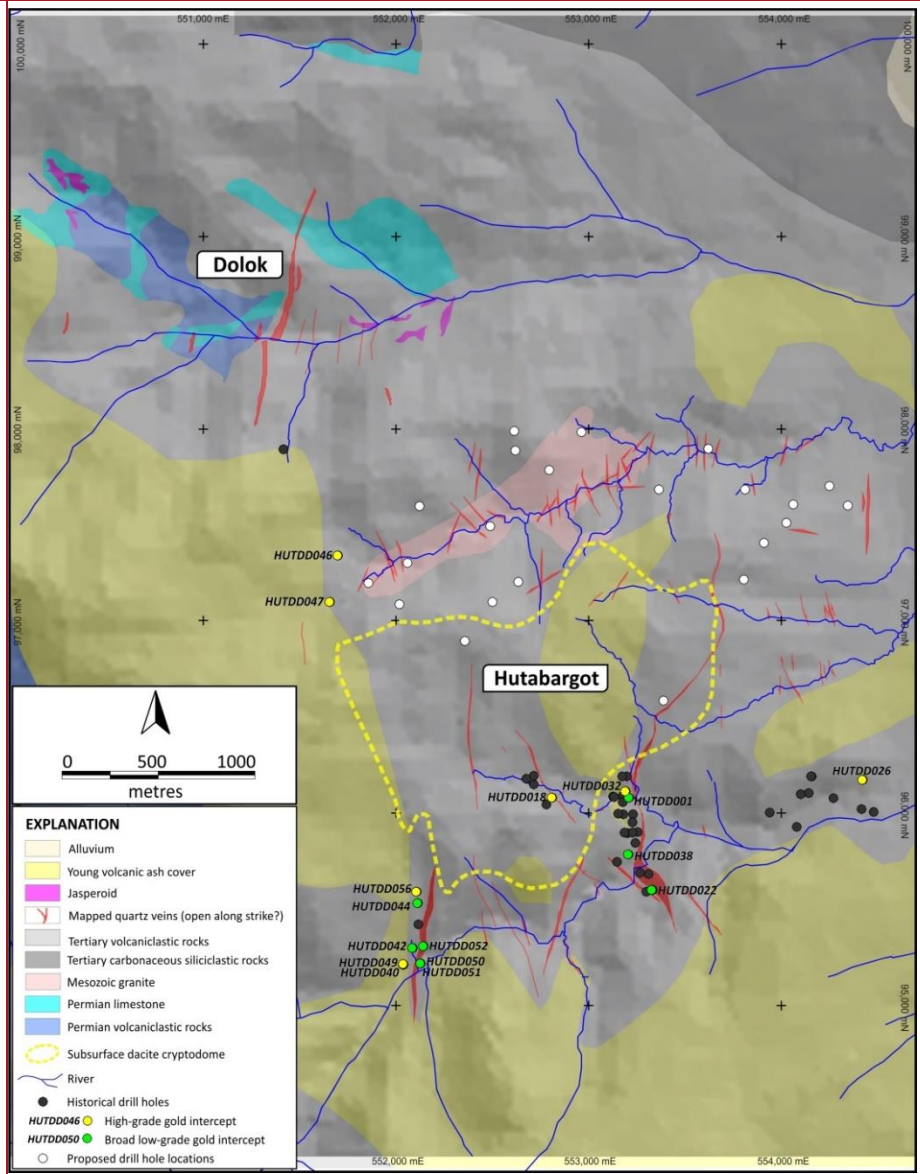 551,000 mE
552,000 mE
553,000 mE
554,000 mE
100,000 mN
100,000 mN
99,000 mN
99,000 mN
Dolok
98,000 mN
98,000 mN
HUTDD046
HUTDD047
97,000 mN
97,000 mN
Hutabargot
0 500 1000
metres
HUTDD026
HUTDD032
HUTDD018
HUTDD001
96,000 mN
HUTDD038
HUTDD056
HUTDD022
HUTDD044
HUTDD042
HUTDD052
HUTDD049
HUTDD050
HUTDD040
HUTDD051
95,000 mN
EXPLANATION
Alluvium
Young volcanic ash cover
Jasperoid
Mapped quartz veins (open along strike?)
Tertiary volcaniclastic rocks
Tertiary carbonaceous siliciclastic rocks
Mesozoic granite
Permian limestone
Permian volcaniclastic rocks
Subsurface dacite cryptodome
River
Historical drill holes
HUTDD046 High-grade gold intercept
HUTDD050 Broad low-grade gold intercept
Proposed drill hole locations
552,000 mE
553,000 mE
554,000 mE